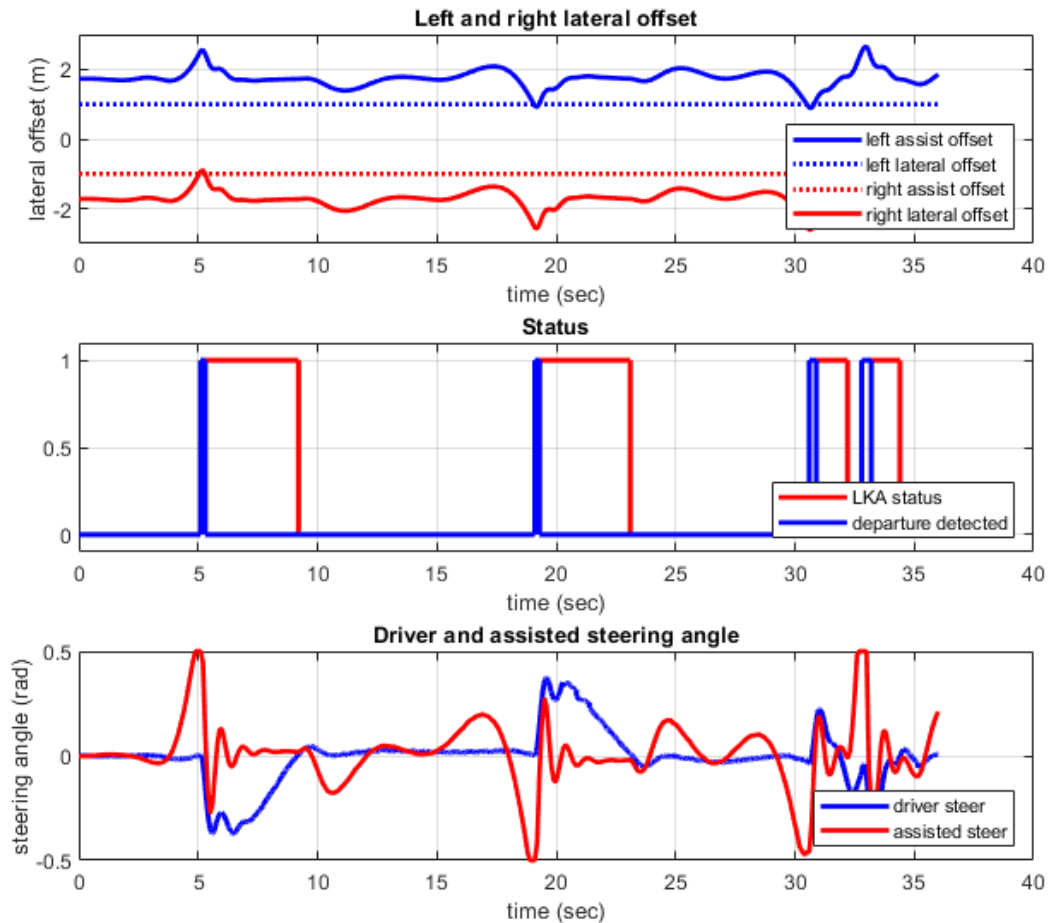 Left and right lateral offset
lateral offset (m)
2
0
-2
left assist offset
left lateral offset
right assist offset
right lateral offset
0 5 10 15 20 25 30 35 40
time (sec)
Status
1
0.5
0
LKA status
departure detected
0 5 10 15 20 25 30 35 40
time (sec)
Driver and assisted steering angle
steering angle (rad)
0.5
0
-0.5
driver steer
assisted steer
0 5 10 15 20 25 30 35 40
time (sec)